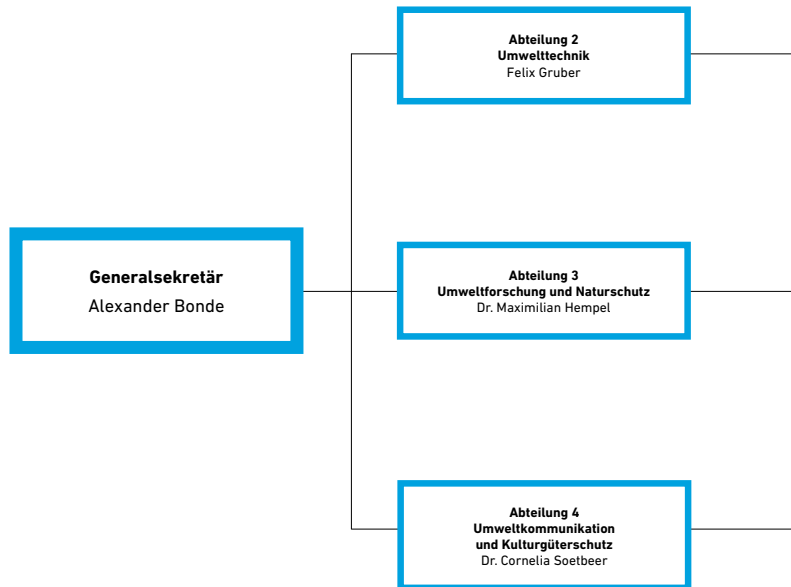 Abteilung 2
Umwelttechnik
Felix Gruber
Generalsekretär
Alexander Bonde
Abteilung 3
Umweltforschung und Naturschutz
Dr. Maximilian Hempel
Abteilung 4
Umweltkommunikation
und Kulturgüterschutz
Dr. Cornelia Soetbeer